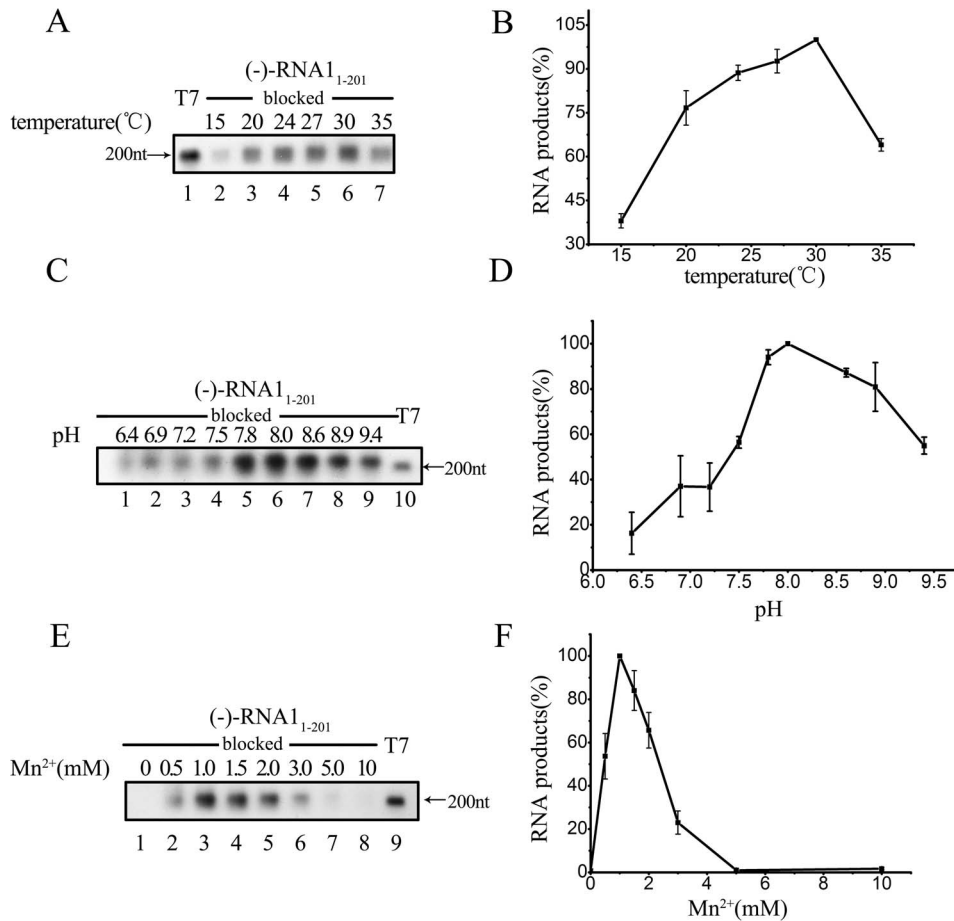 A
(-)-RNA1₁₋₂₀₁
T7 blocked
temperature(℃) 15 20 24 27 30 35
200nt
1 2 3 4 5 6 7
B
RNA products(%)
105
90
75
60
45
30
15 20 25 30 35
temperature(℃)
C
(-)-RNA1₁₋₂₀₁
blocked T7
pH 6.4 6.9 7.2 7.5 7.8 8.0 8.6 8.9 9.4
200nt
1 2 3 4 5 6 7 8 9 10
D
RNA products(%)
100
80
60
40
20
0
6.0 6.5 7.0 7.5 8.0 8.5 9.0 9.5
pH
E
(-)-RNA1₁₋₂₀₁
blocked T7
Mn²⁺(mM) 0 0.5 1.0 1.5 2.0 3.0 5.0 10
200nt
1 2 3 4 5 6 7 8 9
F
RNA products(%)
100
80
60
40
20
0
0 2 4 6 8 10
Mn²⁺(mM)